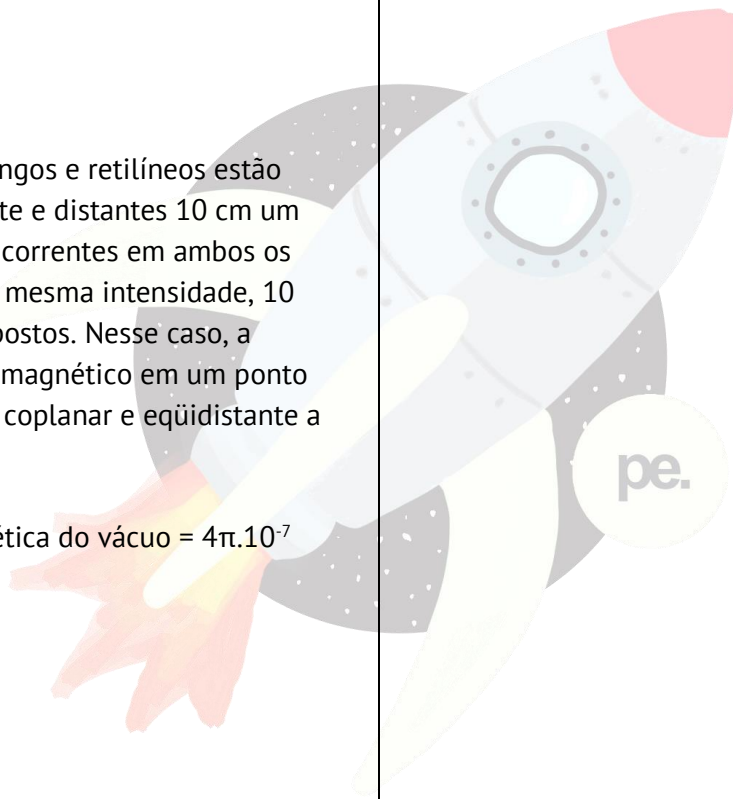 ngos e retilíneos estão
te e distantes 10 cm um
correntes em ambos os
mesma intensidade, 10
postos. Nesse caso, a
magnético em um ponto
coplanar e eqüidistante a
ética do vácuo = 4π.10⁻⁷
pe.